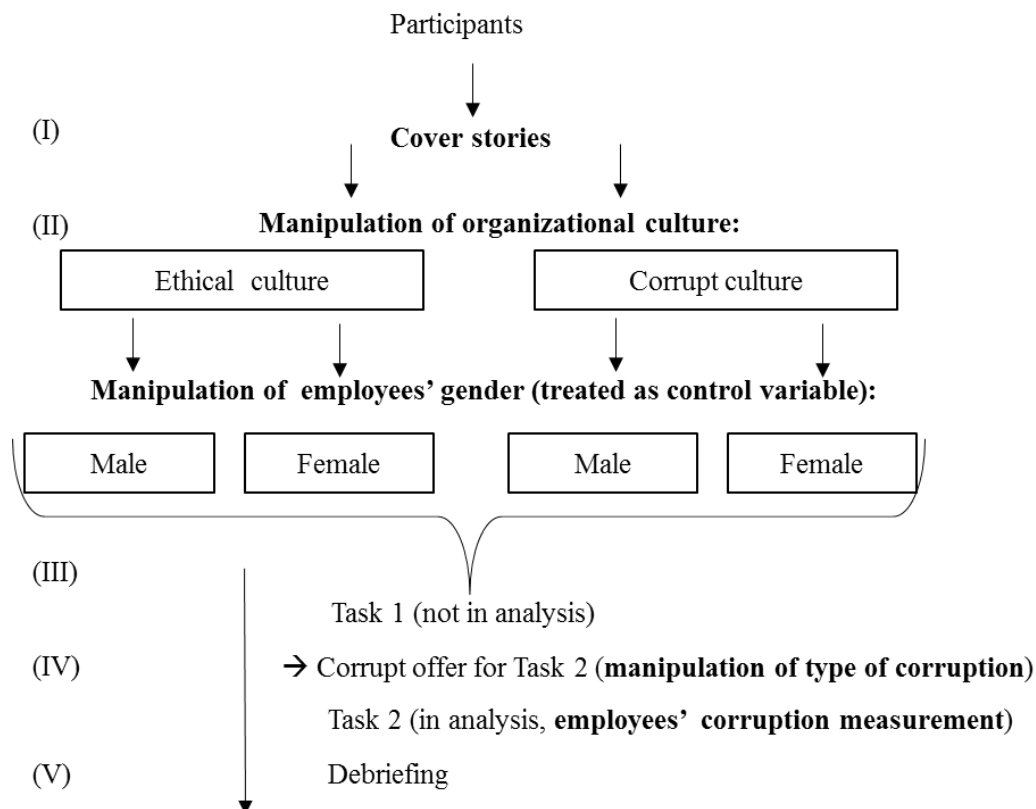 Participants
(I)
Cover stories
(II)
Manipulation of organizational culture:
Ethical culture
Corrupt culture
Manipulation of employees’ gender (treated as control variable):
Male
Female
Male
Female
(III)
Task 1 (not in analysis)
(IV)
→ Corrupt offer for Task 2 (manipulation of type of corruption)
Task 2 (in analysis, employees’ corruption measurement)
(V)
Debriefing